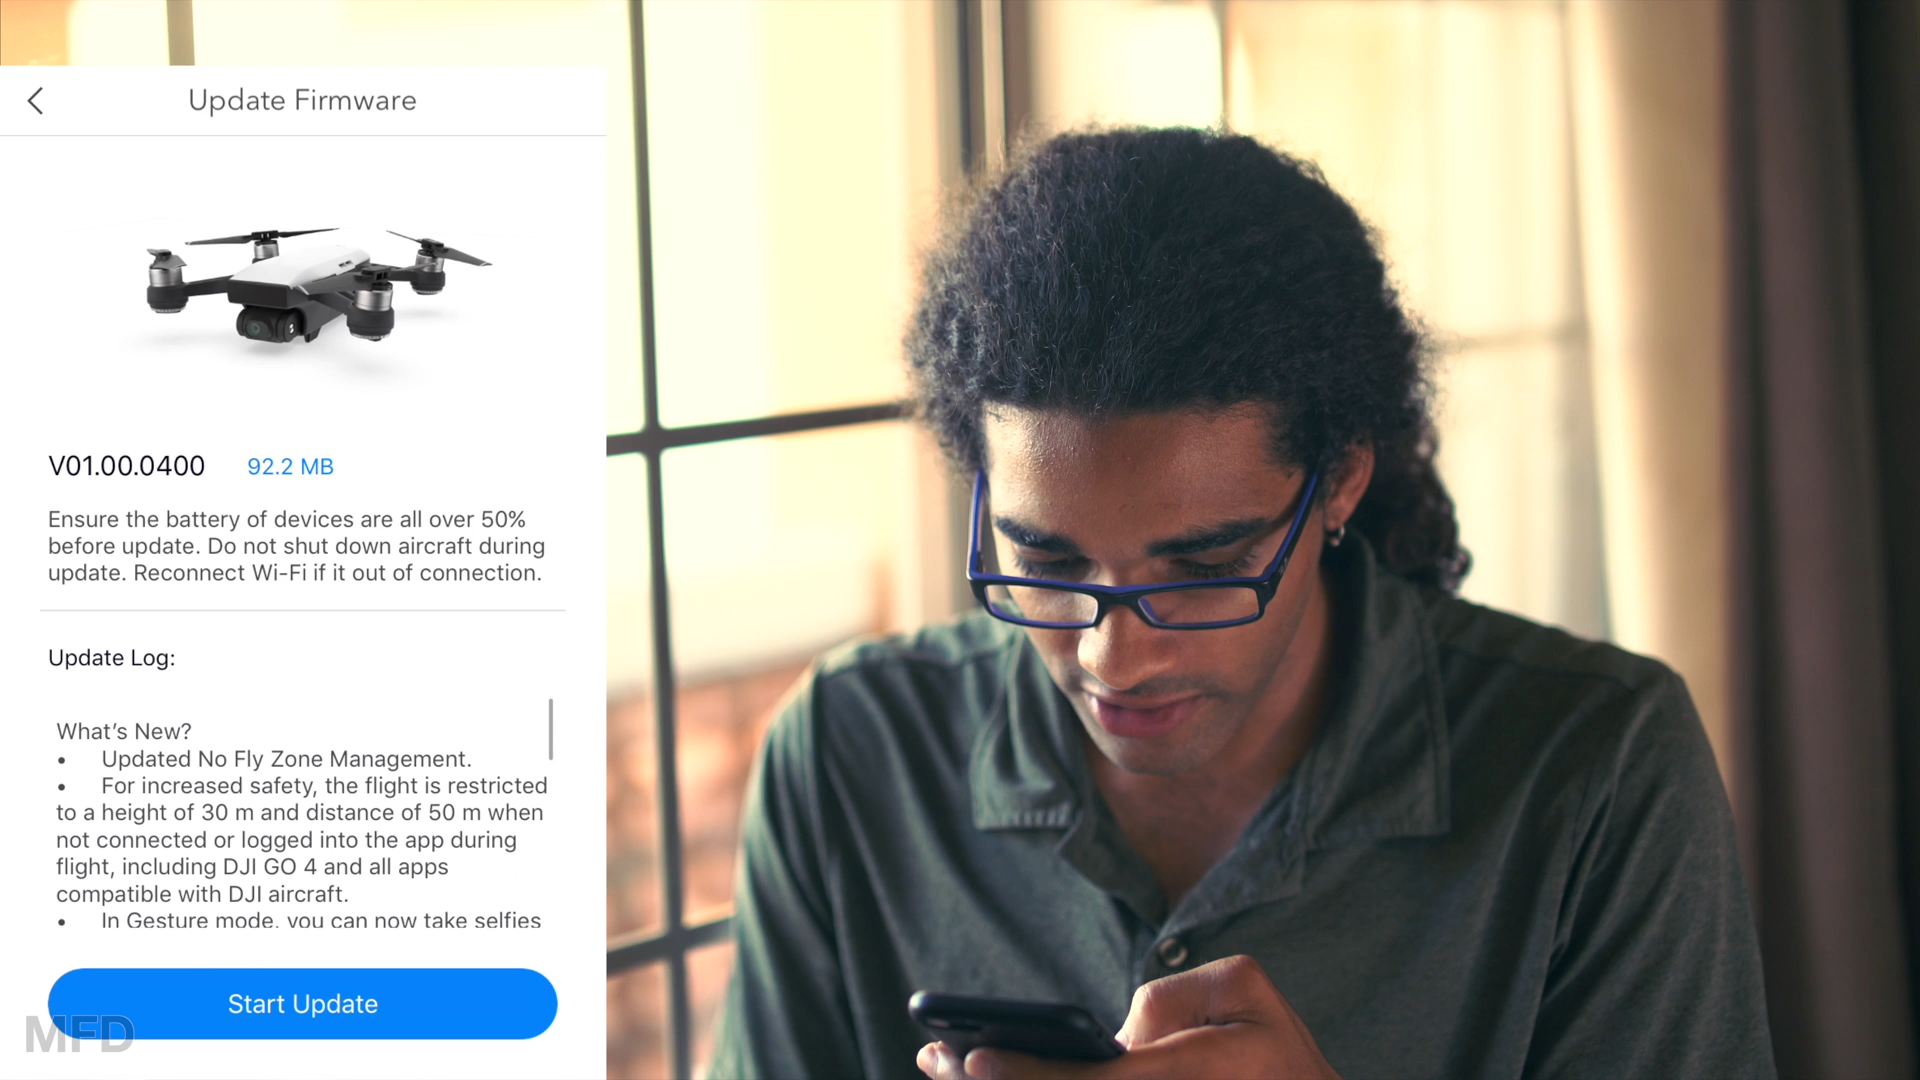 Update Firmware
V01.00.0400 92.2 MB
Ensure the battery of devices are all over 50%
before update. Do not shut down aircraft during
update. Reconnect Wi-Fi if it out of connection.
Update Log:
What's New?
• Updated No Fly Zone Management.
• For increased safety, the flight is restricted
to a height of 30 m and distance of 50 m when
not connected or logged into the app during
flight, including DJI GO 4 and all apps
compatible with DJI aircraft.
• In Gesture mode, you can now take selfies
Start Update
MFD